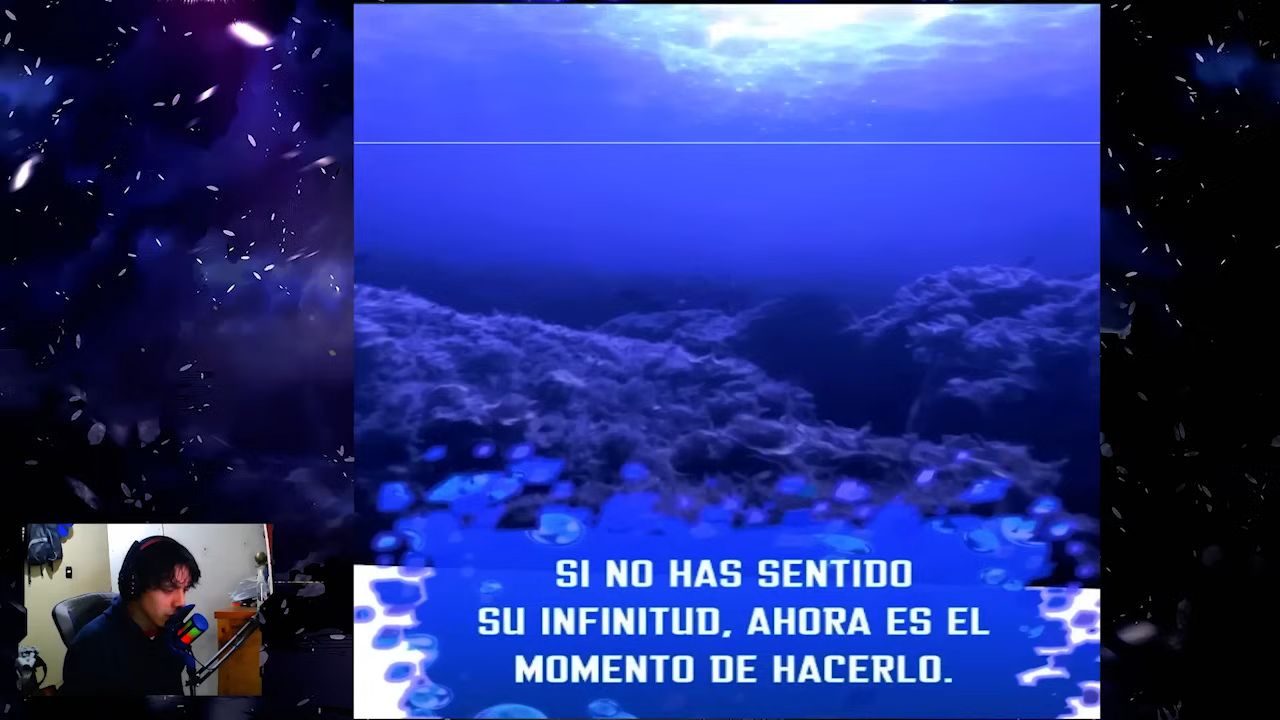 SI NO HAS SENTIDO
SU INFINITUD, AHORA ES EL
MOMENTO DE HACERLO.